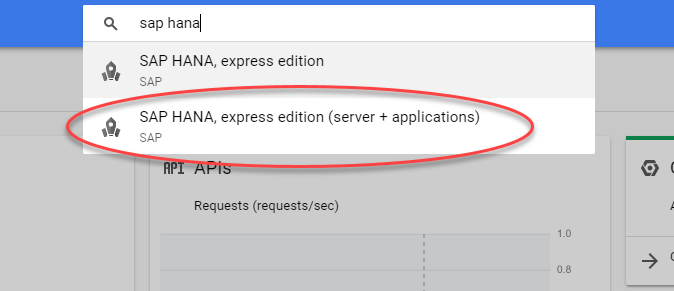 sap hana
SAP HANA, express edition
SAP
SAP HANA, express edition (server + applications)
SAP
API APIs
Requests (requests/sec)
1.0
0.8